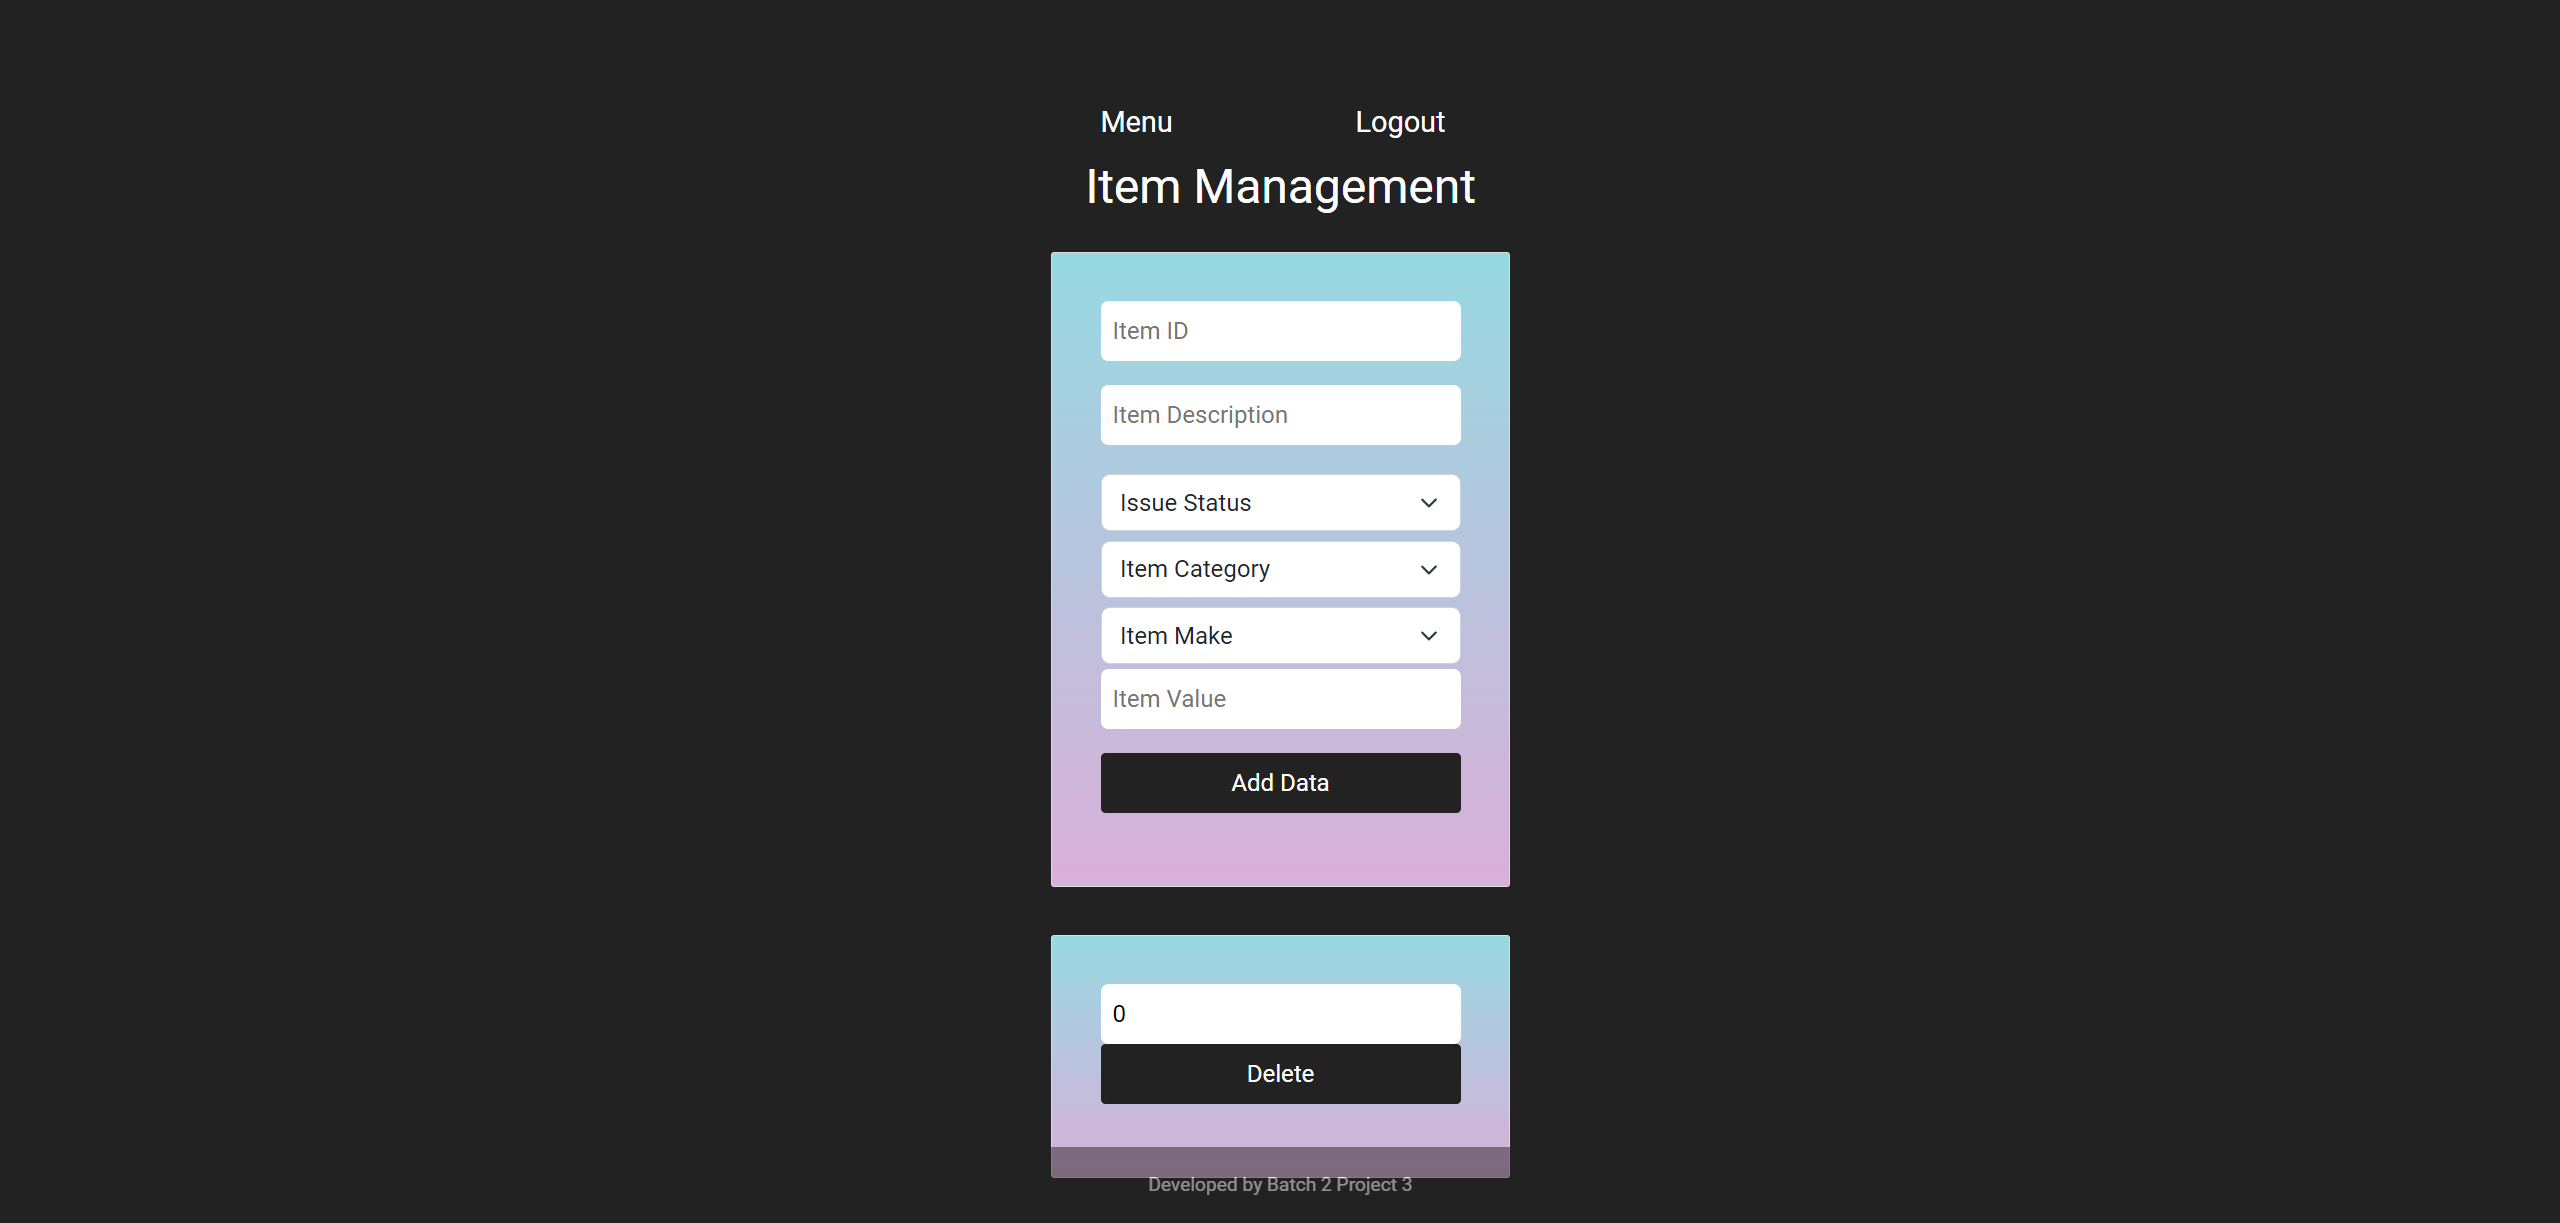 Menu Logout
Item Management
Item ID
Item Description
Issue Status
Item Category
Item Make
Item Value
Add Data
0
Delete
Developed by Batch 2 Project 3